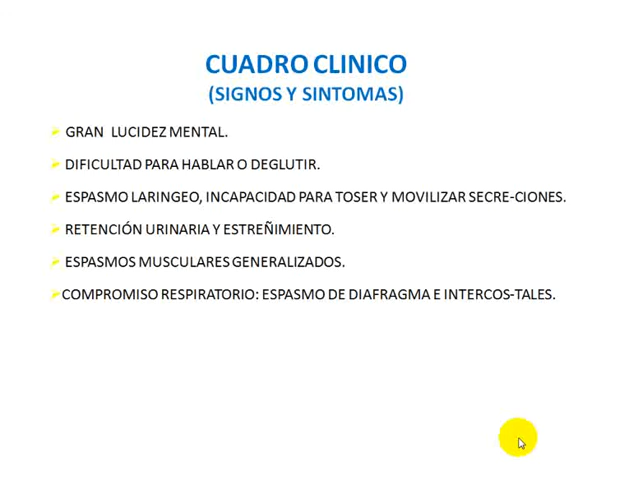 CUADRO CLINICO
(SIGNOS Y SINTOMAS)
GRAN LUCIDEZ MENTAL.
DIFICULTAD PARA HABLAR O DEGLUTIR.
ESPASMO LARINGEO, INCAPACIDAD PARA TOSER Y MOVILIZAR SECRE-CIONES.
RETENCIÓN URINARIA Y ESTREÑIMIENTO.
ESPASMOS MUSCULARES GENERALIZADOS.
COMPROMISO RESPIRATORIO: ESPASMO DE DIAFRAGMA E INTERCOS-TALES.